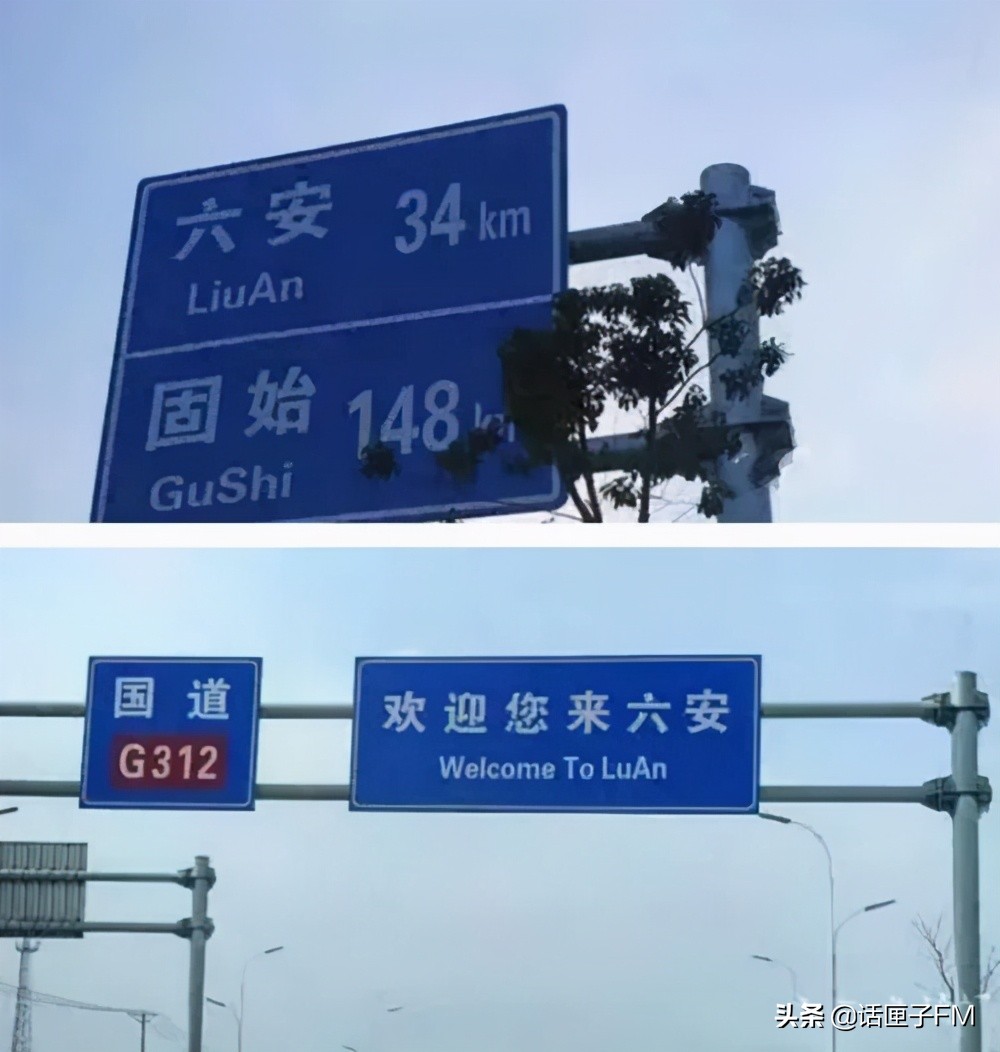 六安 34 km
LiuAn
固始 148 km
GuShi
国道
G312
欢迎您来六安
Welcome To LuAn
头条 @话匣子FM